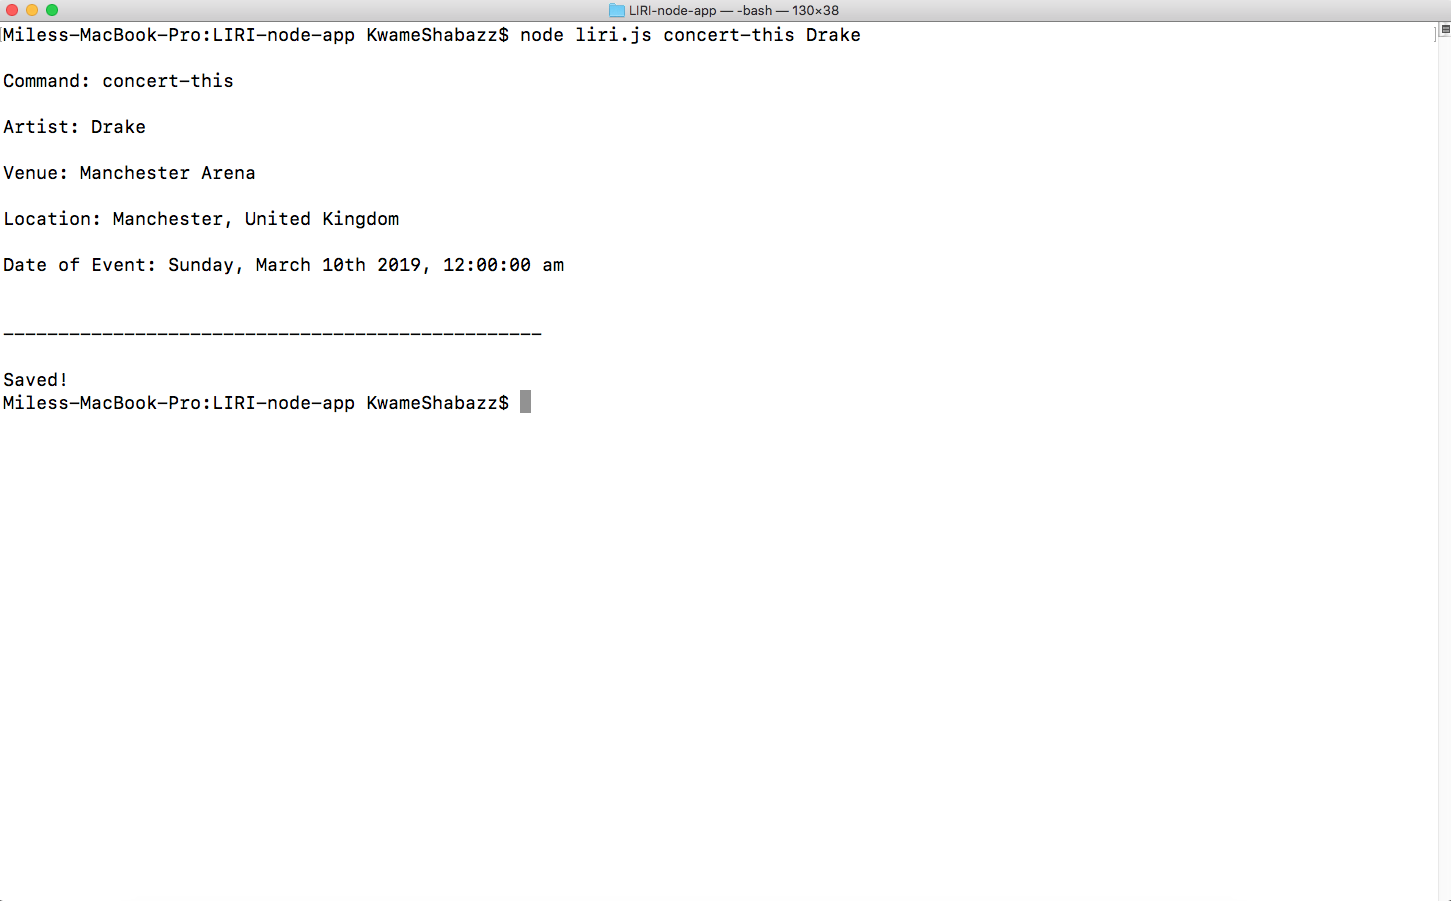 LIRI-node-app — -bash — 130×38
Miless-MacBook-Pro:LIRI-node-app KwameShabazz$ node liri.js concert-this Drake
Command: concert-this
Artist: Drake
Venue: Manchester Arena
Location: Manchester, United Kingdom
Date of Event: Sunday, March 10th 2019, 12:00:00 am
_________________________________________________
Saved!
Miless-MacBook-Pro:LIRI-node-app KwameShabazz$